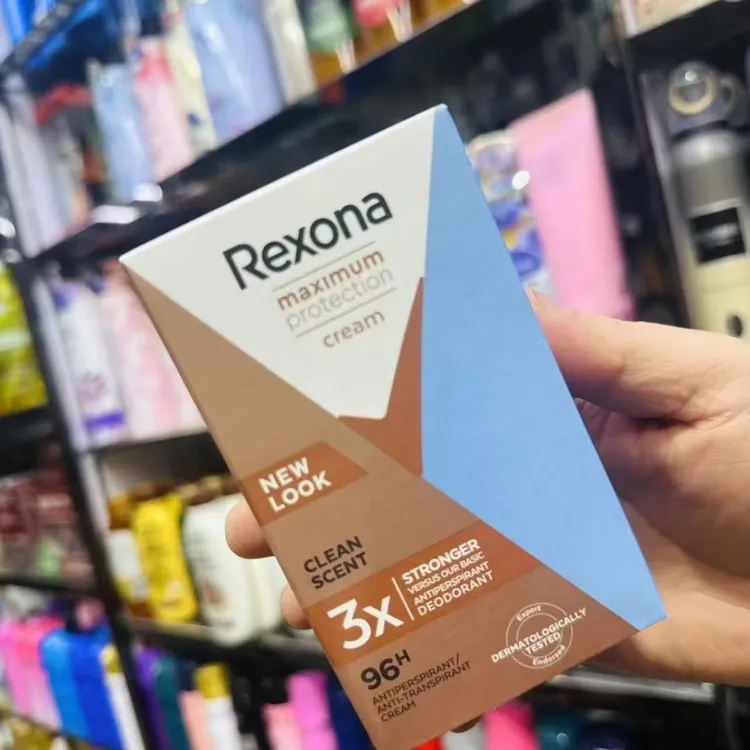 Rexona
maximum
protection
cream
NEW
LOOK
CLEAN
SCENT
3x
STRONGER
VERSUS OUR BASIC
ANTIPERSPIRANT
DEODORANT
96H
ANTIPERSPIRANT/
ANTI-TRANSPIRANT
CREAM
Expert
DERMATOLOGICALLY
TESTED
Endorsed